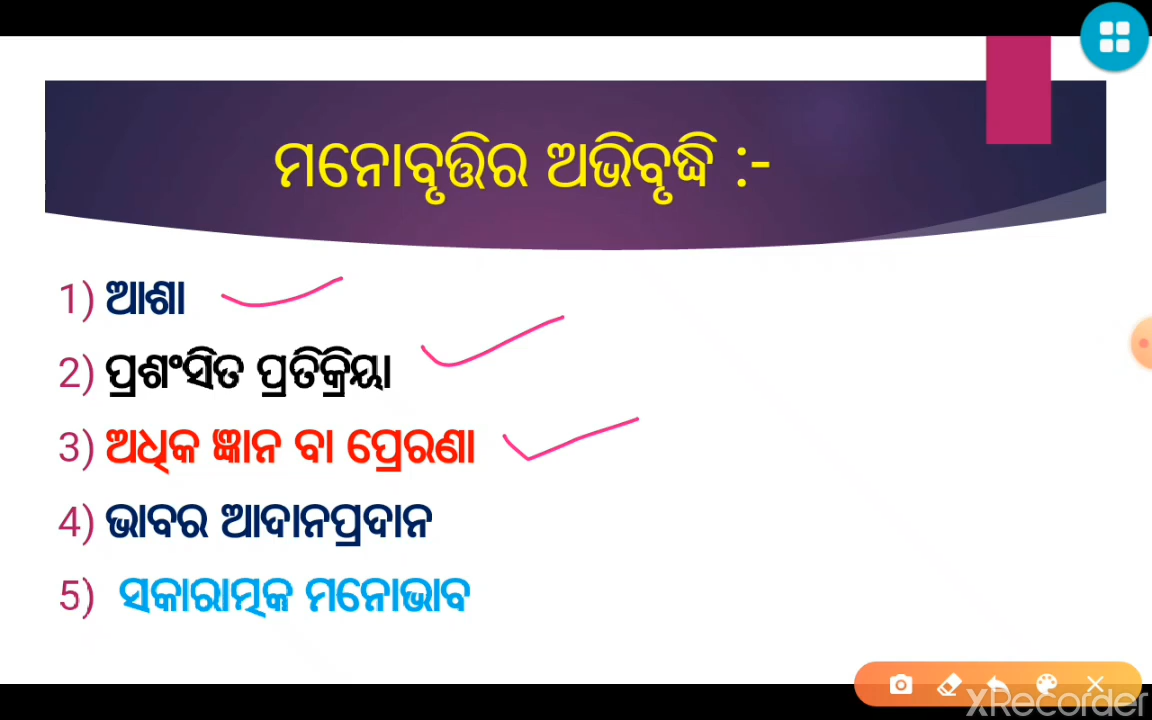 ମନୋବୃତ୍ତିର ଅଭିବୃଦ୍ଧି :-
1) ଆଶା
2) ପ୍ରଶଂସିତ ପ୍ରତିକ୍ରିୟା
3) ଅଧିକ ଜ୍ଞାନ ବା ପ୍ରେରଣା
4) ଭାବର ଆଦାନପ୍ରଦାନ
5) ସକାରାତ୍ମକ ମନୋଭାବ
XRecorder